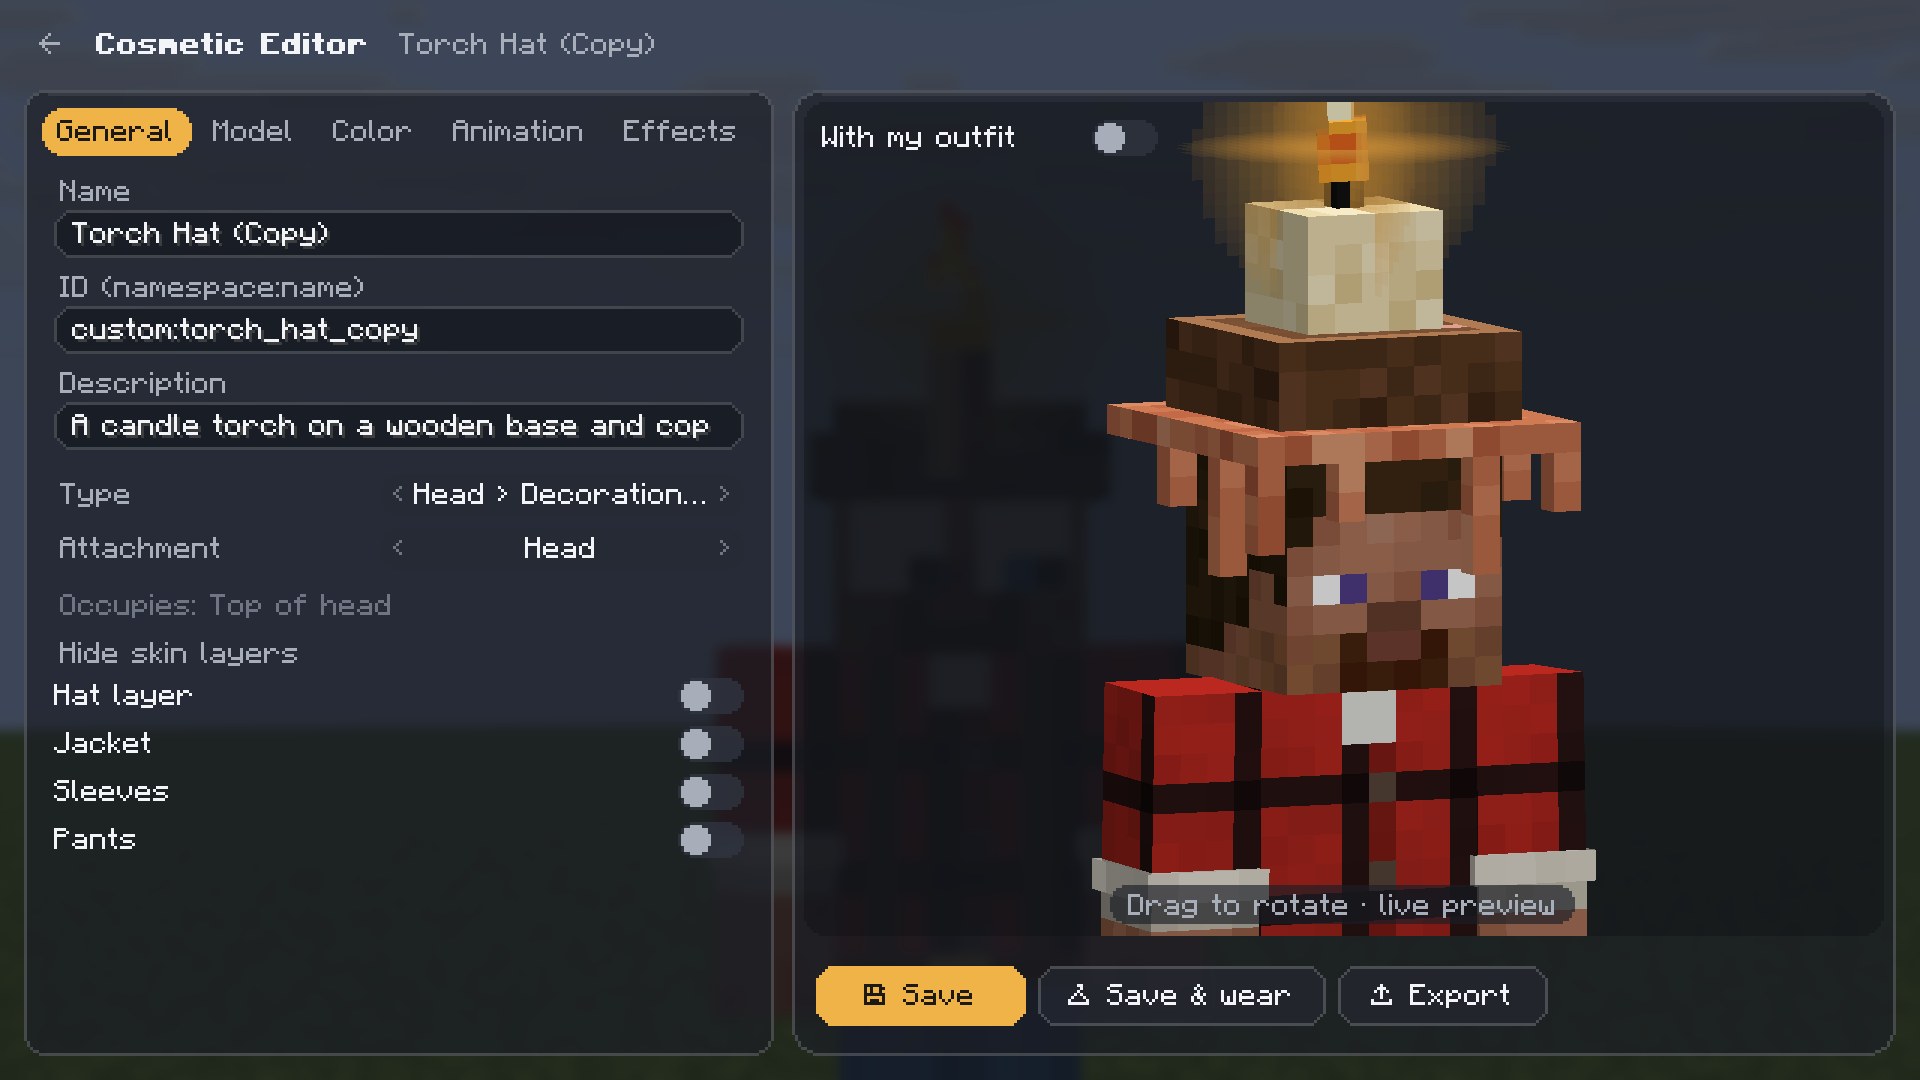 Cosmetic Editor Torch Hat (Copy)
General Model Color Animation Effects
Name
Torch Hat (Copy)
ID (namespace:name)
custom:torch_hat_copy
Description
A candle torch on a wooden base and cop
Type < Head > Decoration... >
Attachment < Head >
Occupies: Top of head
Hide skin layers
Hat layer
Jacket
Sleeves
Pants
With my outfit
Drag to rotate · live preview
Save Save & wear Export